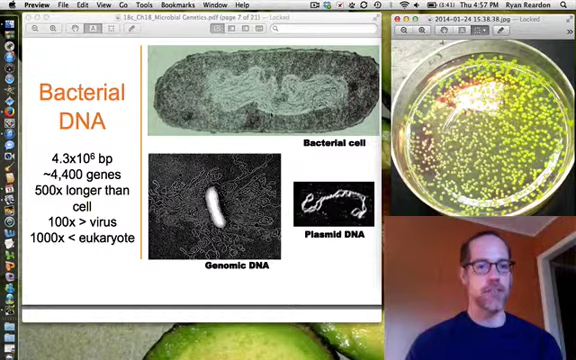 Preview File Edit View Go Tools Bookmarks Window Help
Thu 4:57 PM Ryan Reardon
18c_Ch18_Microbial Genetics.pdf (page 7 of 21) — Locked
2014-01-24 15.38.38.jpg — Locked
Bacterial
DNA
4.3x10⁶ bp
~4,400 genes
500x longer than
cell
100x > virus
1000x < eukaryote
Bacterial cell
Genomic DNA
Plasmid DNA